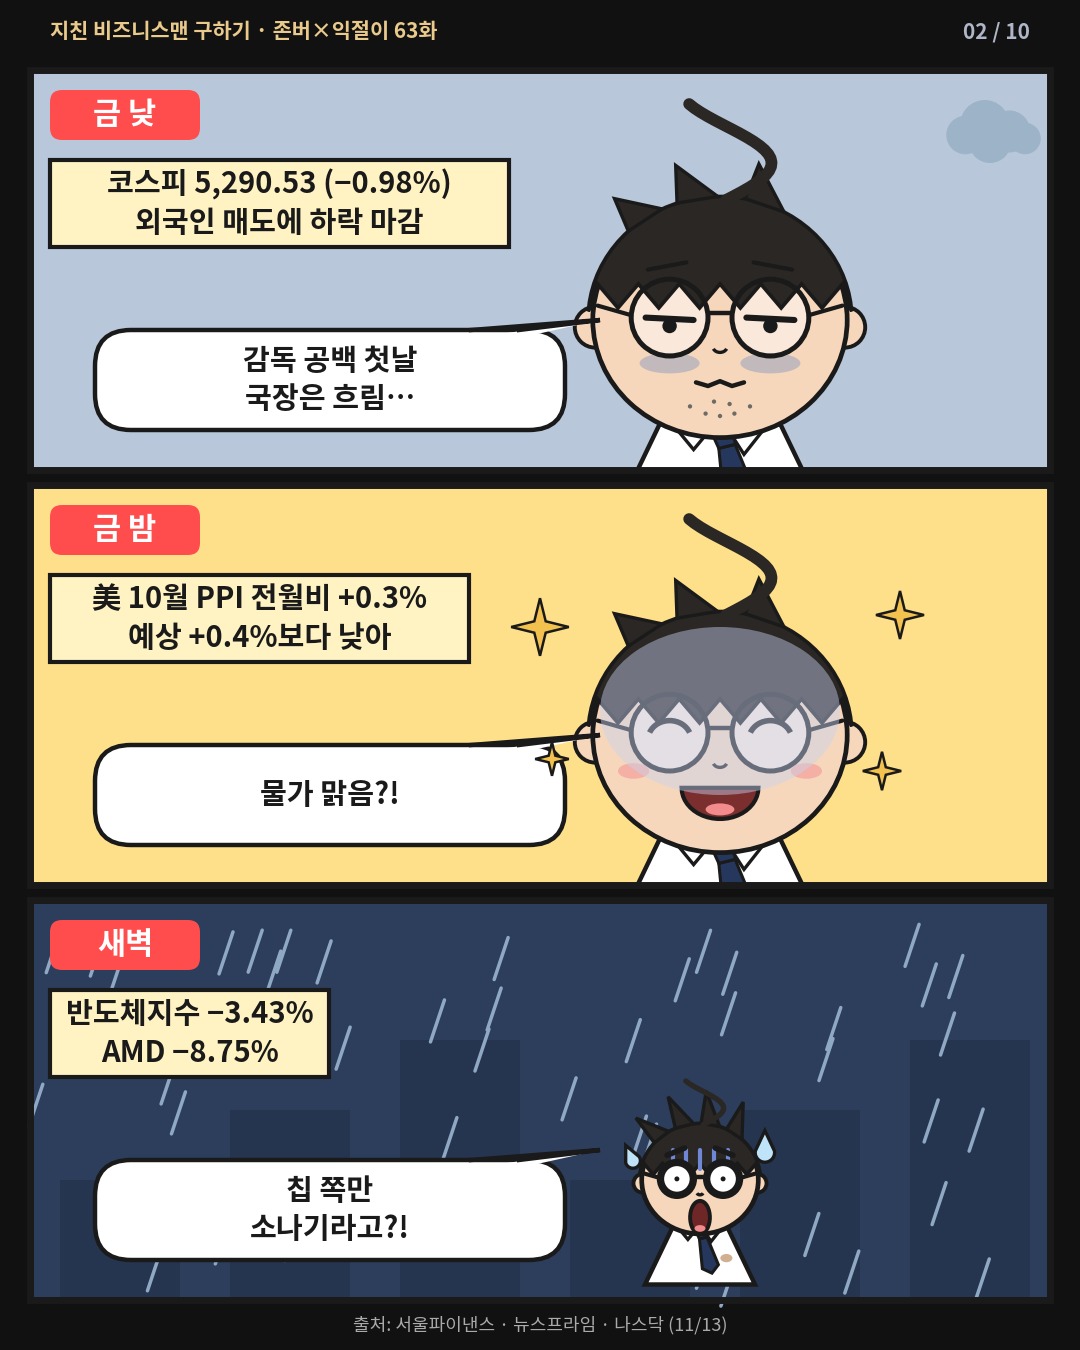 지친 비즈니스맨 구하기 · 존버×익절이 63화
02 / 10
금 낮
코스피 5,290.53 (−0.98%)
외국인 매도에 하락 마감
감독 공백 첫날
국장은 흐림…
금 밤
美 10월 PPI 전월비 +0.3%
예상 +0.4%보다 낮아
물가 맑음?!
새벽
반도체지수 −3.43%
AMD −8.75%
칩 쪽만
소나기라고?!
출처: 서울파이낸스 · 뉴스프라임 · 나스닥 (11/13)